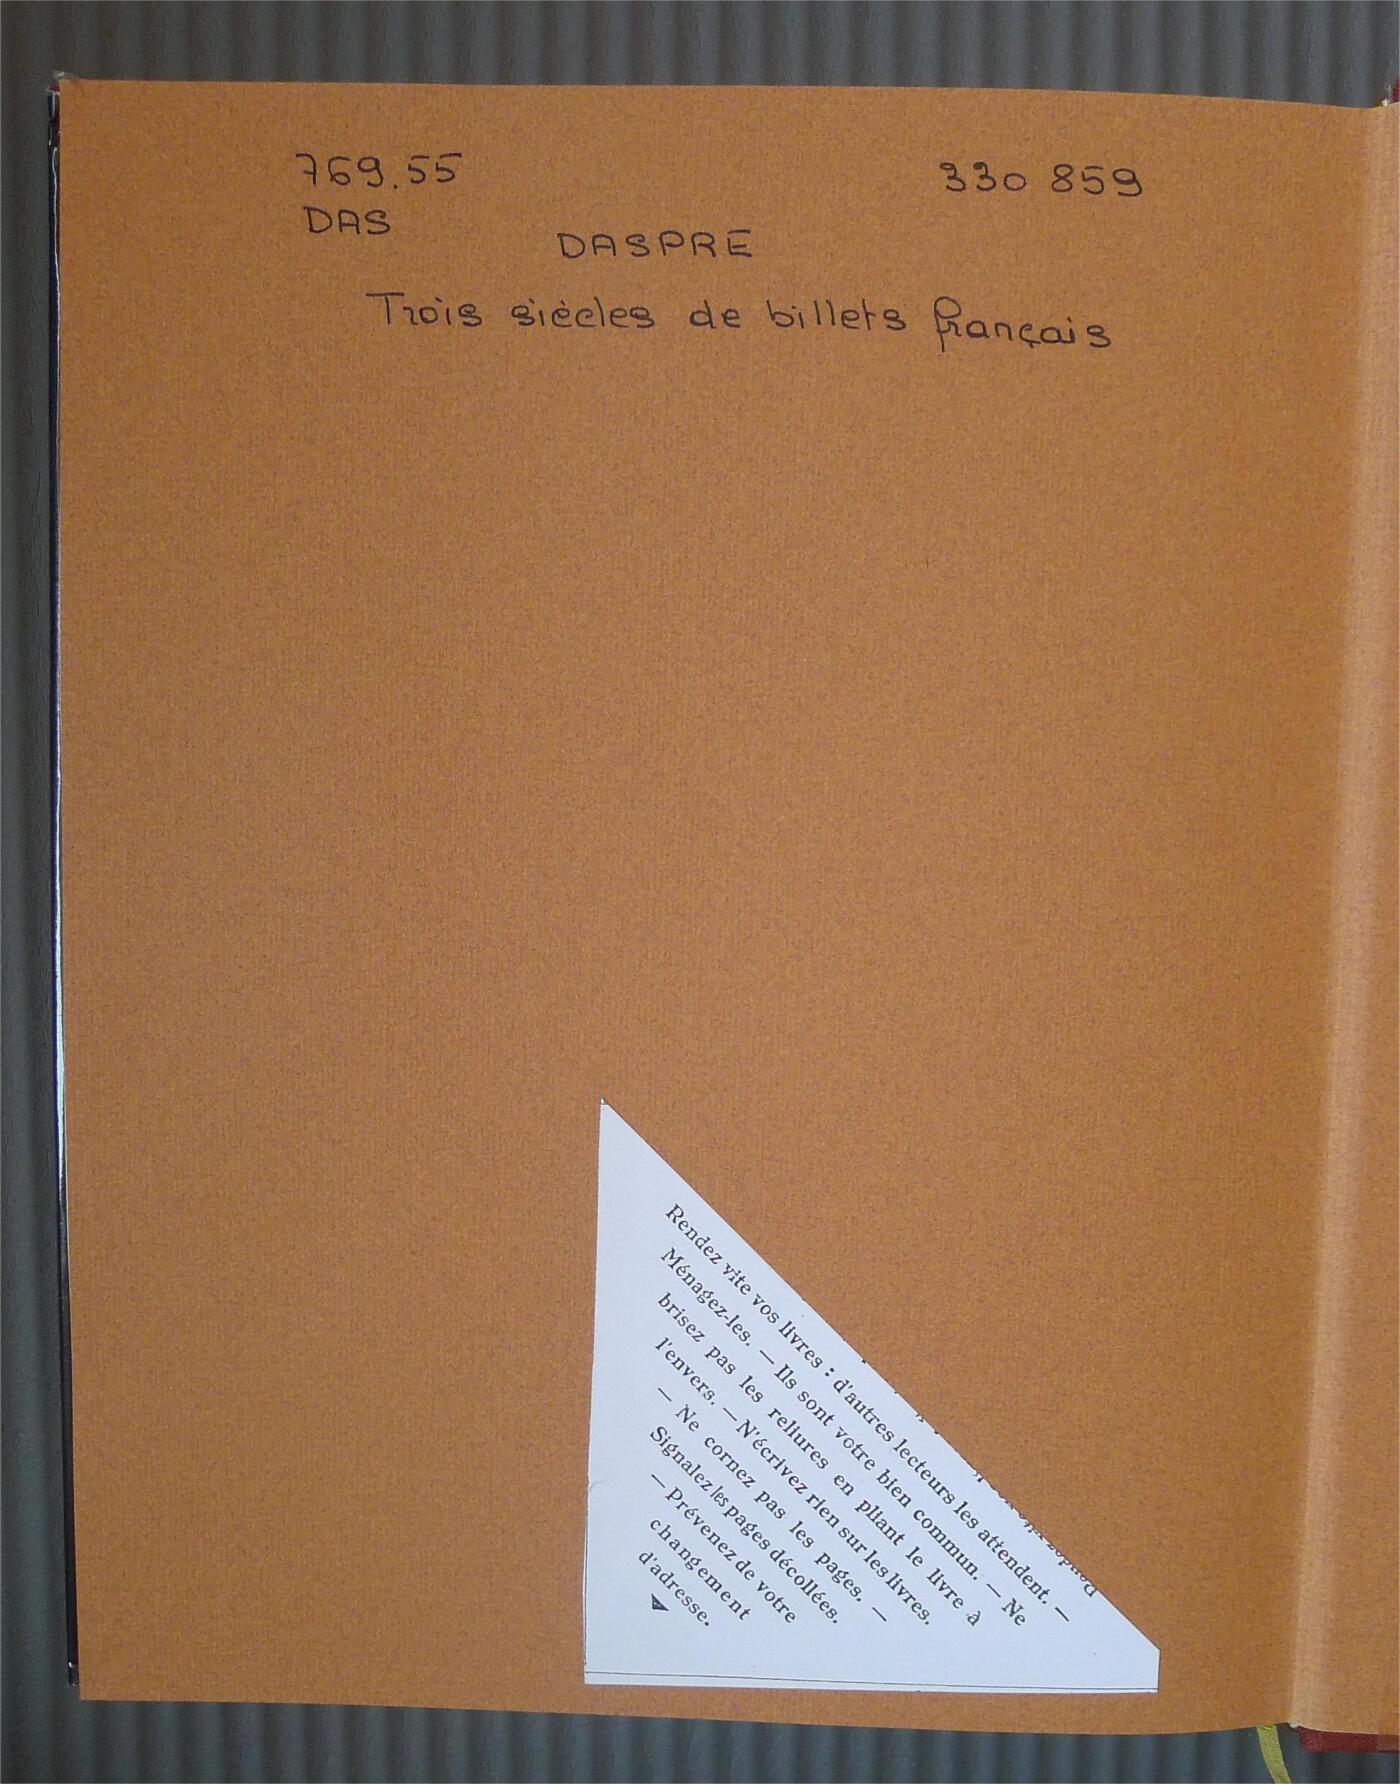 769.55
330 859
DAS
DASPRE
Trois siècles de billets français
Rendez vite vos livres : d'autres lecteurs les attendent. —
Ménagez-les. — Ils sont votre bien commun. — Ne
brisez pas les reliures en pliant le livre à
l'envers. — N'écrivez rien sur les livres.
— Ne cornez pas les pages. —
Signalez les pages décollées.
— Prévenez de votre
changement
d'adresse.